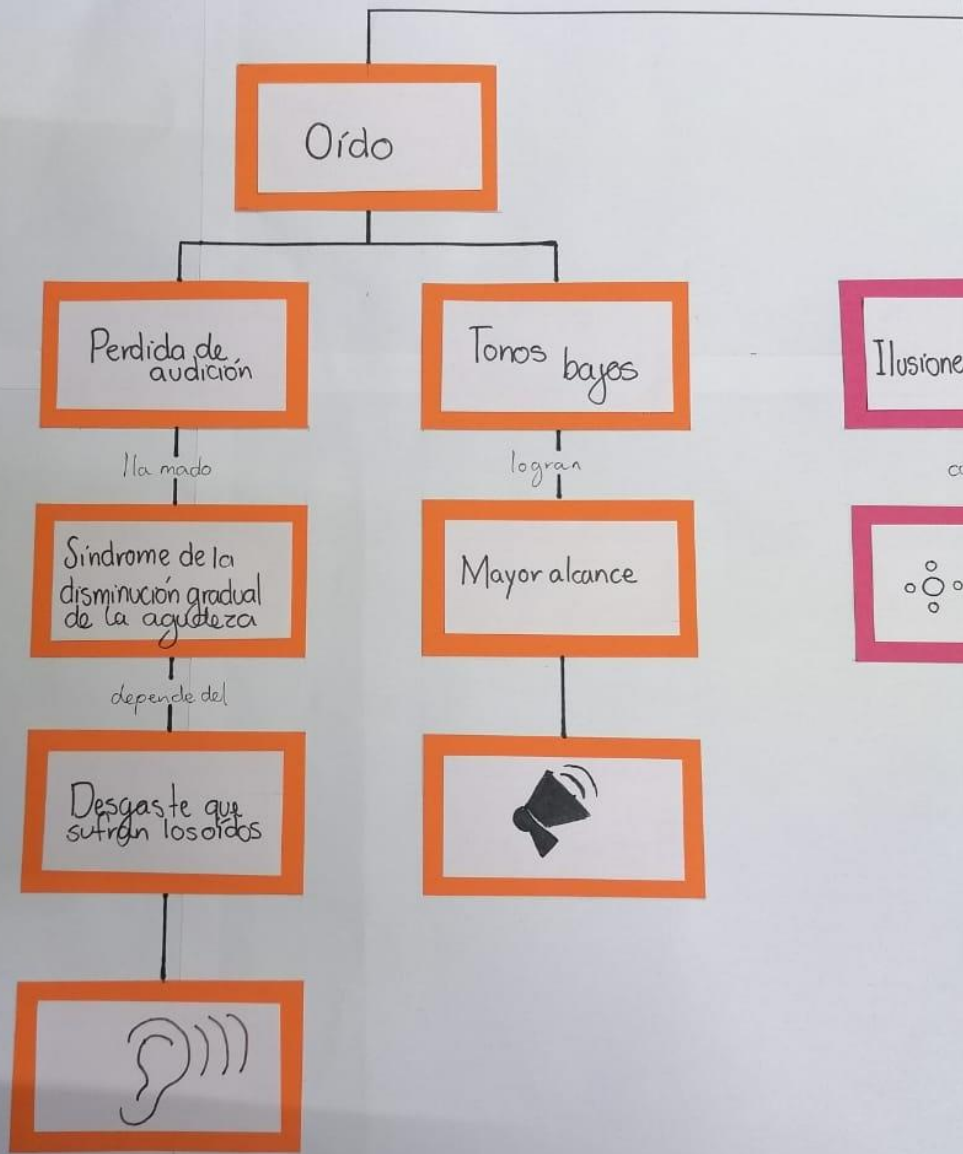 Oído
Perdida de
audición
Tonos
bajos
Ilusione
llamado
logran
Síndrome de la
disminución gradual
de la agudeza
Mayor alcance
depende del
Desgaste que
sufran los oídos